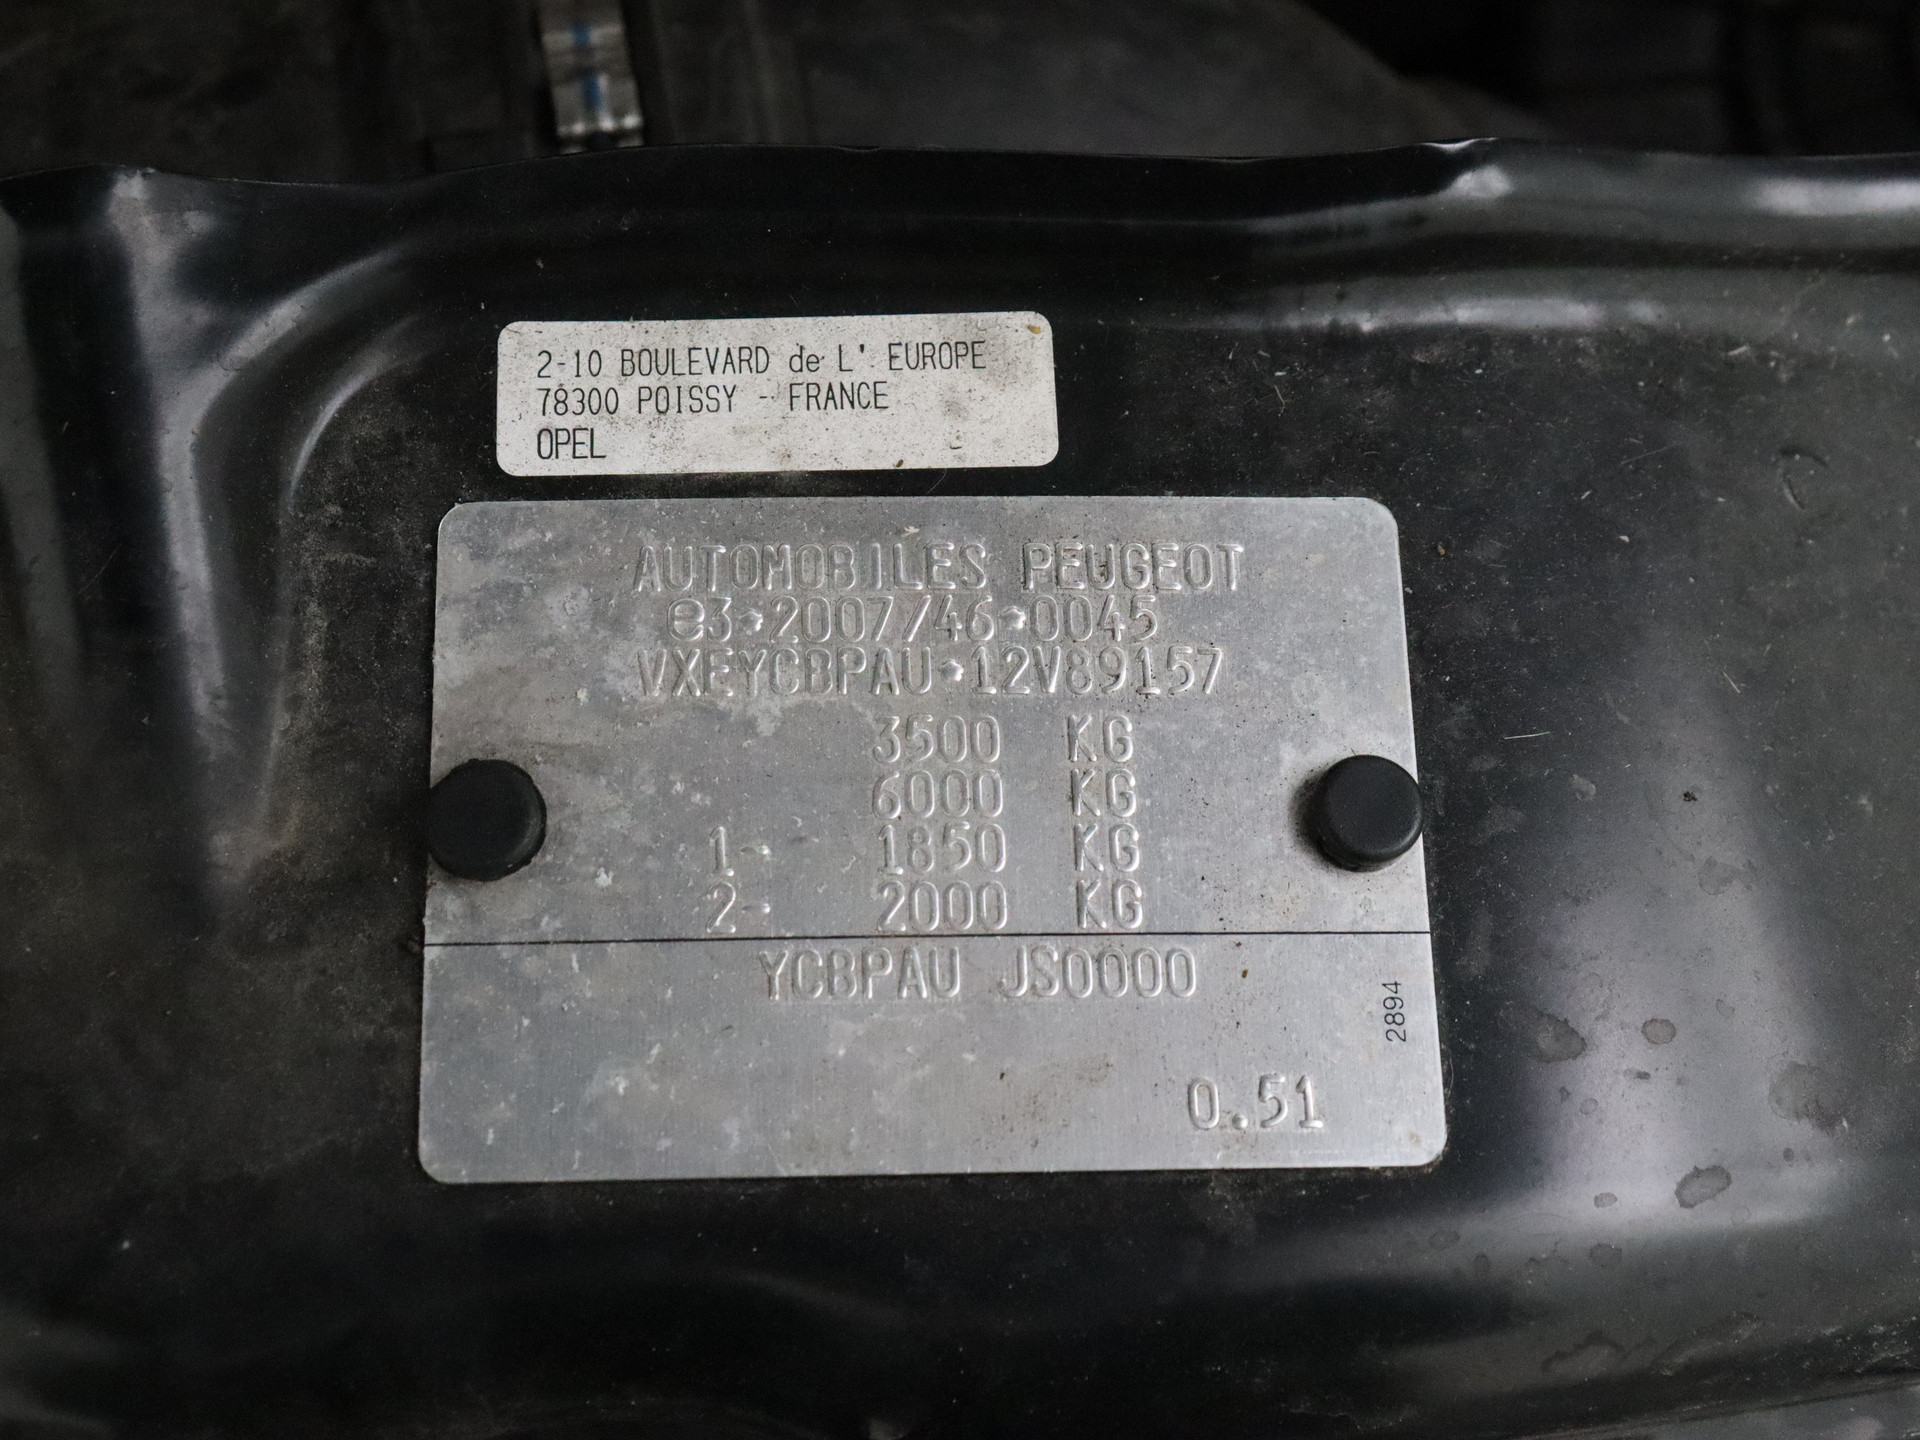 2-10 BOULEVARD de L' EUROPE
78300 POISSY - FRANCE
OPEL
AUTOMOBILES PEUGEOT
e3*2007/46*0045
VXEYCBPAU*12V89157
3500 KG
6000 KG
1- 1850 KG
2- 2000 KG
YCBPAU JS0000
2894
0.51